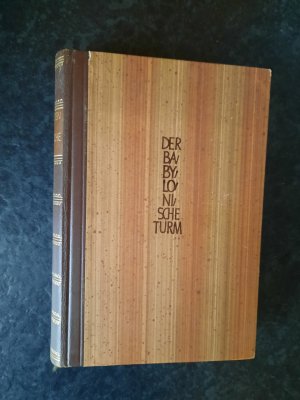 DER
BA/
BY/
LO/
NI/
SCHE
TURM